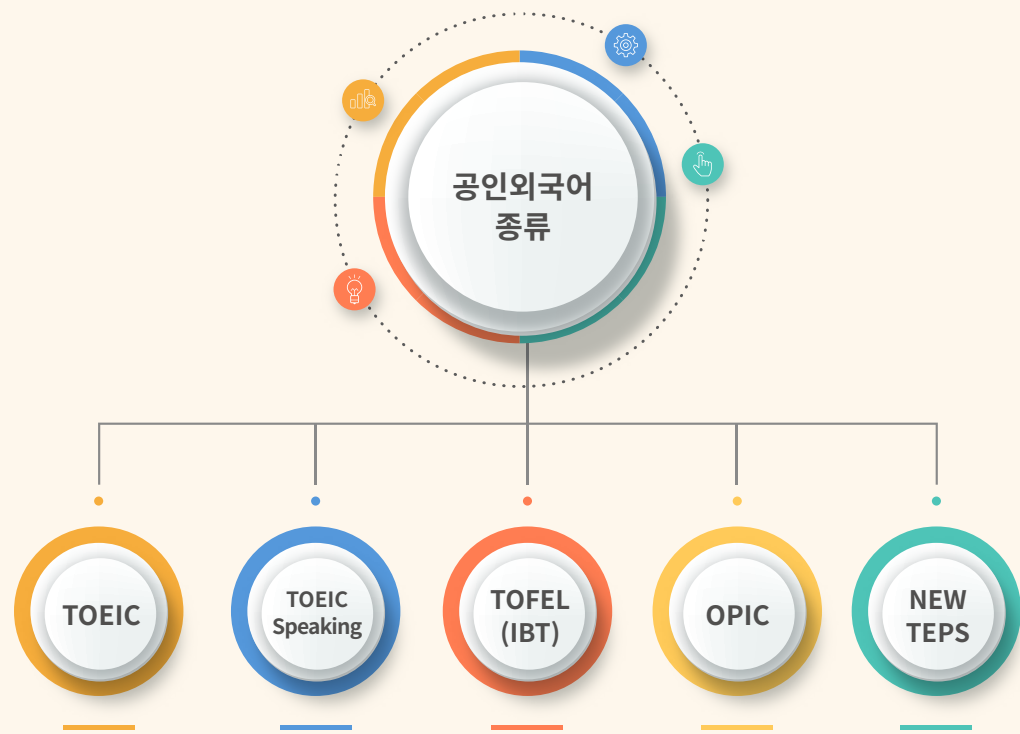 공인외국어
종류
TOEIC
TOEIC
Speaking
TOFEL
(IBT)
OPIC
NEW
TEPS